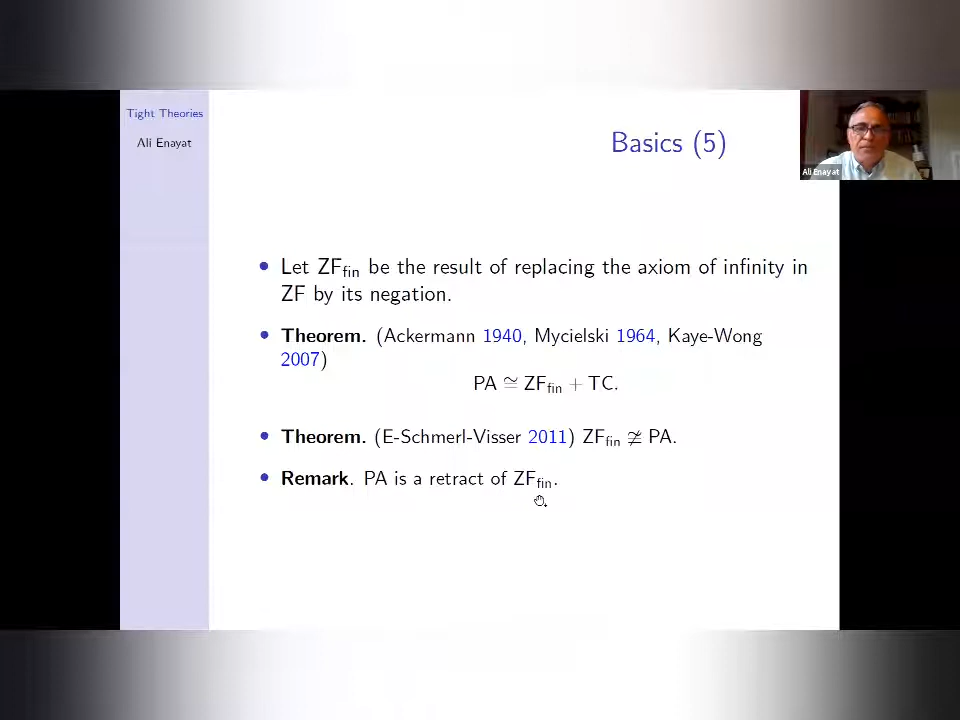 Tight Theories
Ali Enayat
Basics (5)
Ali Enayat
• Let ZF_fin be the result of replacing the axiom of infinity in
ZF by its negation.
• Theorem. (Ackermann 1940, Mycielski 1964, Kaye-Wong
2007)
PA ≅ ZF_fin + TC.
• Theorem. (E-Schmerl-Visser 2011) ZF_fin ≇ PA.
• Remark. PA is a retract of ZF_fin.